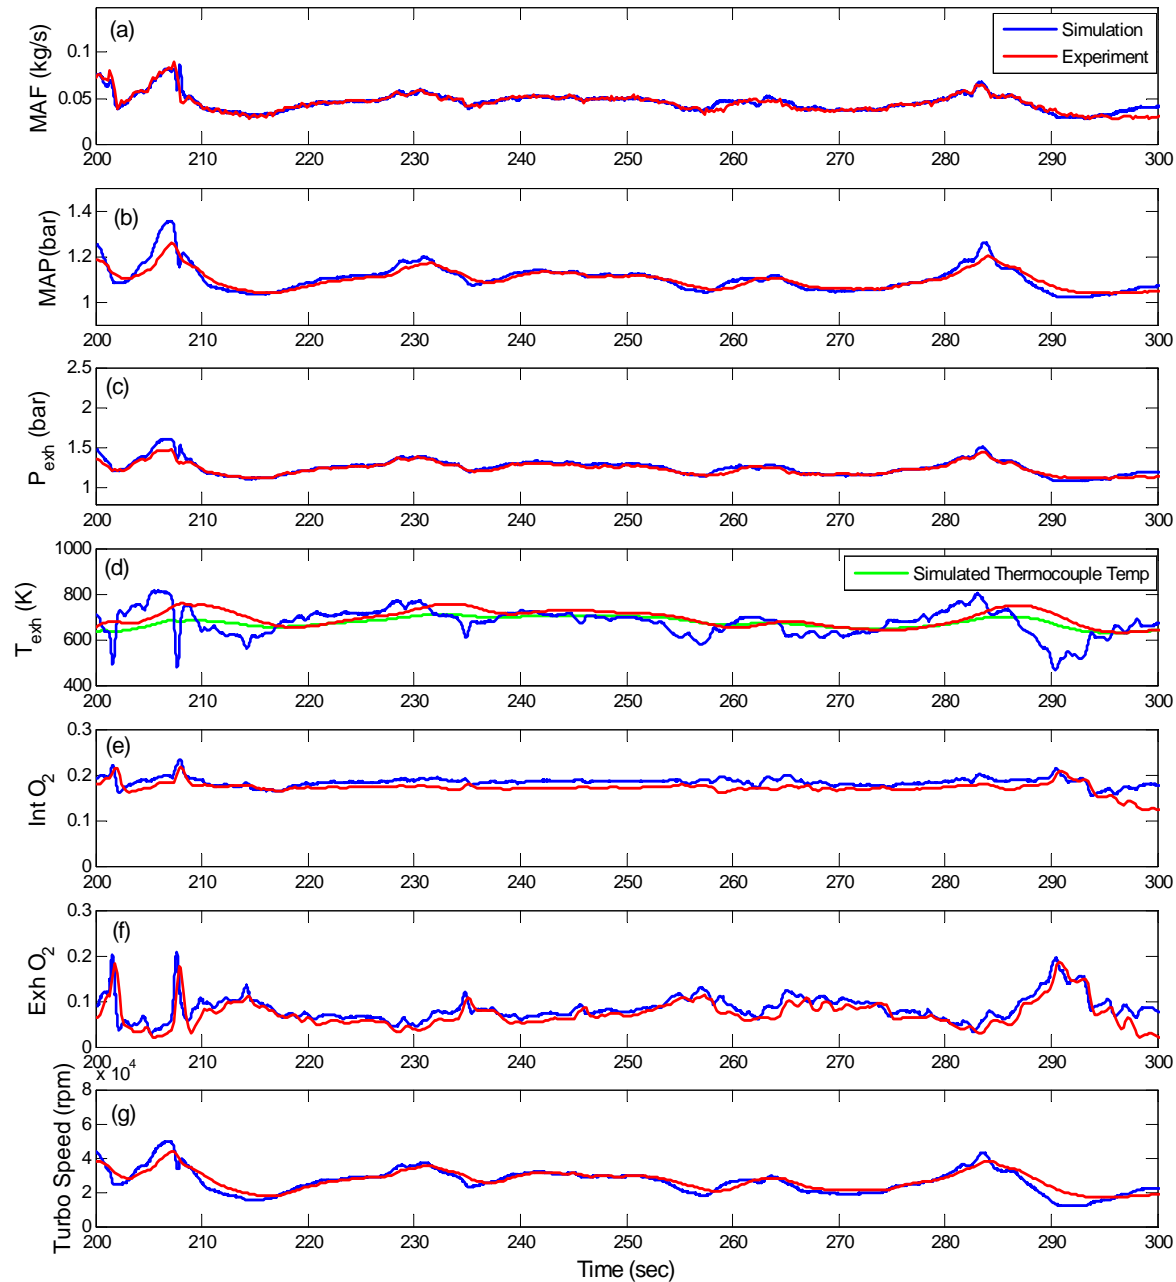 (a)
Simulation
Experiment
MAF (kg/s)
0.1
0.05
0
200 210 220 230 240 250 260 270 280 290 300
(b)
MAP(bar)
1.4
1.2
1
200 210 220 230 240 250 260 270 280 290 300
(c)
P exh (bar)
2.5
2
1.5
1
200 210 220 230 240 250 260 270 280 290 300
(d)
Simulated Thermocouple Temp
T exh (K)
1000
800
600
400
200 210 220 230 240 250 260 270 280 290 300
(e)
Int O2
0.3
0.2
0.1
0
200 210 220 230 240 250 260 270 280 290 300
(f)
Exh O2
0.3
0.2
0.1
0
200 210 220 230 240 250 260 270 280 290 300
x 10^4
(g)
Turbo Speed (rpm)
8
6
4
2
0
200 210 220 230 240 250 260 270 280 290 300
Time (sec)